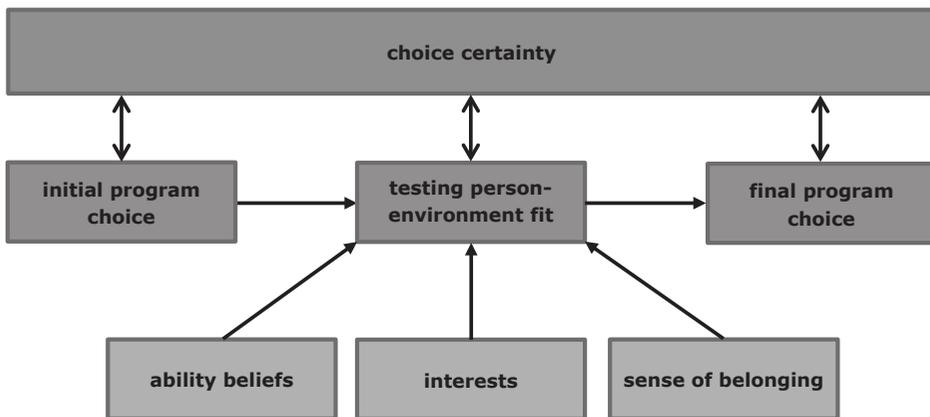 choice certainty
initial program
choice
testing person-
environment fit
final program
choice
ability beliefs
interests
sense of belonging